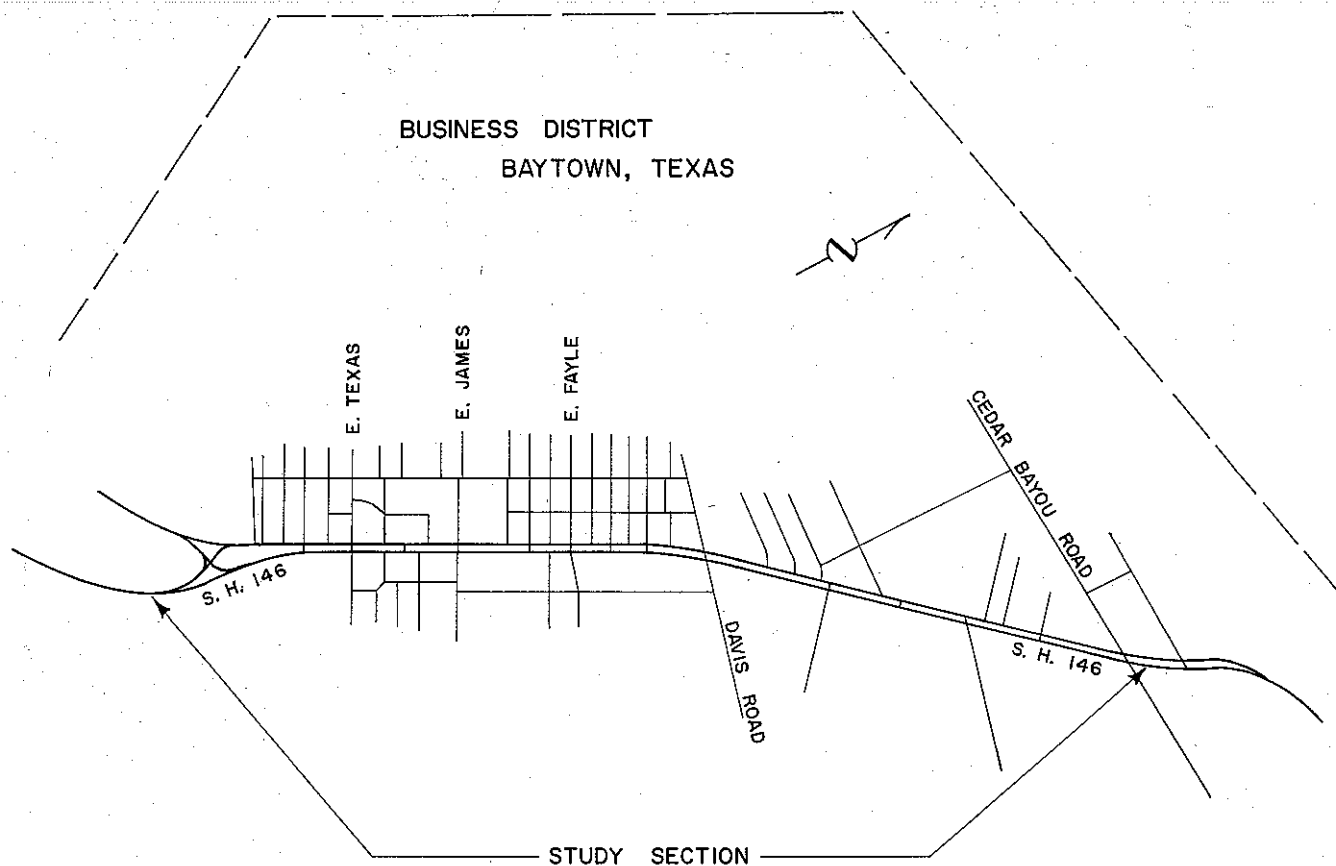 BUSINESS DISTRICT
BAYTOWN, TEXAS
N
E. TEXAS
E. JAMES
E. FAYLE
CEDAR BAYOU ROAD
S. H. 146
DAVIS ROAD
S. H. 146
STUDY SECTION